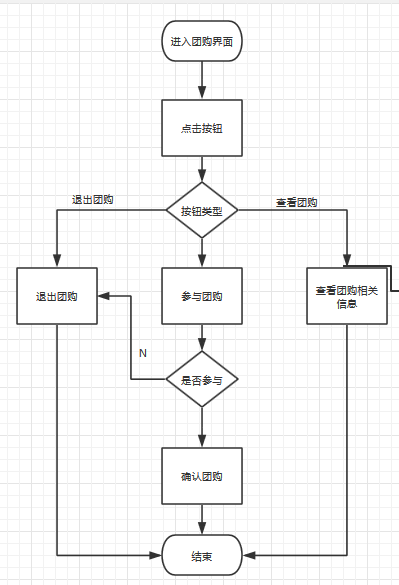 进入团购界面
点击按钮
退出团购
查看团购
按钮类型
退出团购
参与团购
查看团购相关
信息
N
是否参与
确认团购
结束